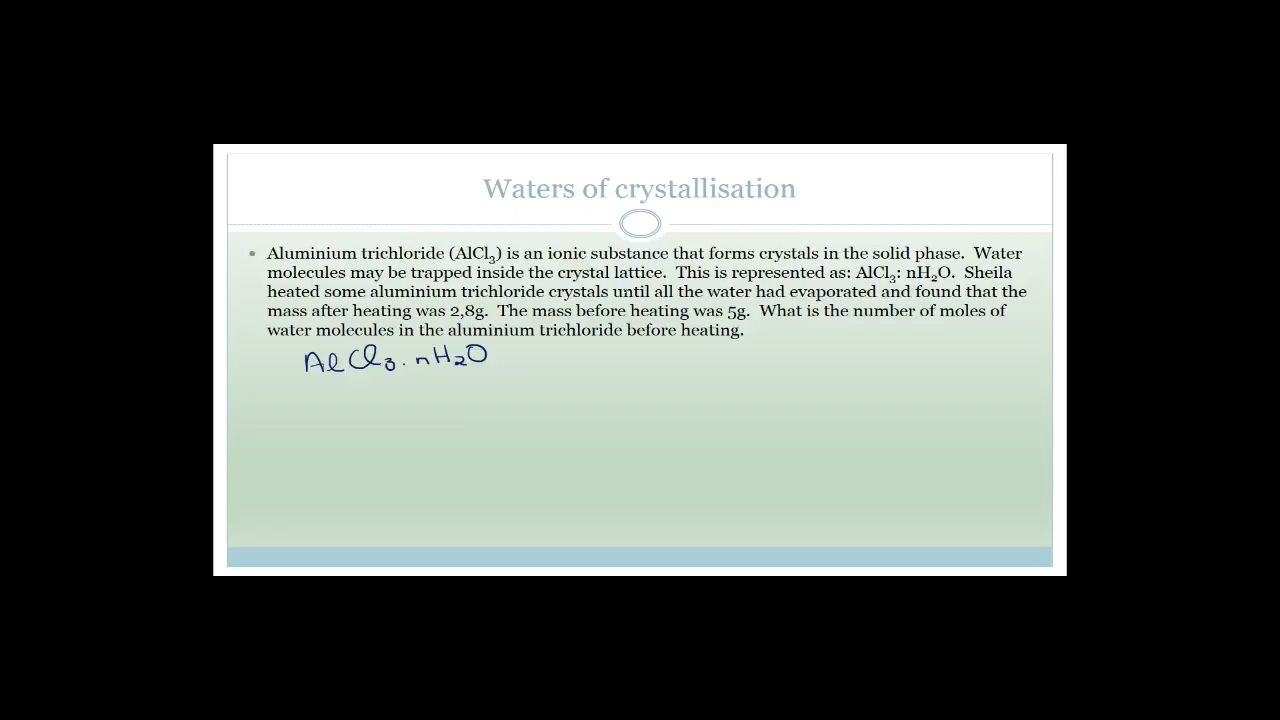 Waters of crystallisation
• Aluminium trichloride (AlCl₃) is an ionic substance that forms crystals in the solid phase. Water
molecules may be trapped inside the crystal lattice. This is represented as: AlCl₃: nH₂O. Sheila
heated some aluminium trichloride crystals until all the water had evaporated and found that the
mass after heating was 2,8g. The mass before heating was 5g. What is the number of moles of
water molecules in the aluminium trichloride before heating.
AlCl₃ . nH₂O